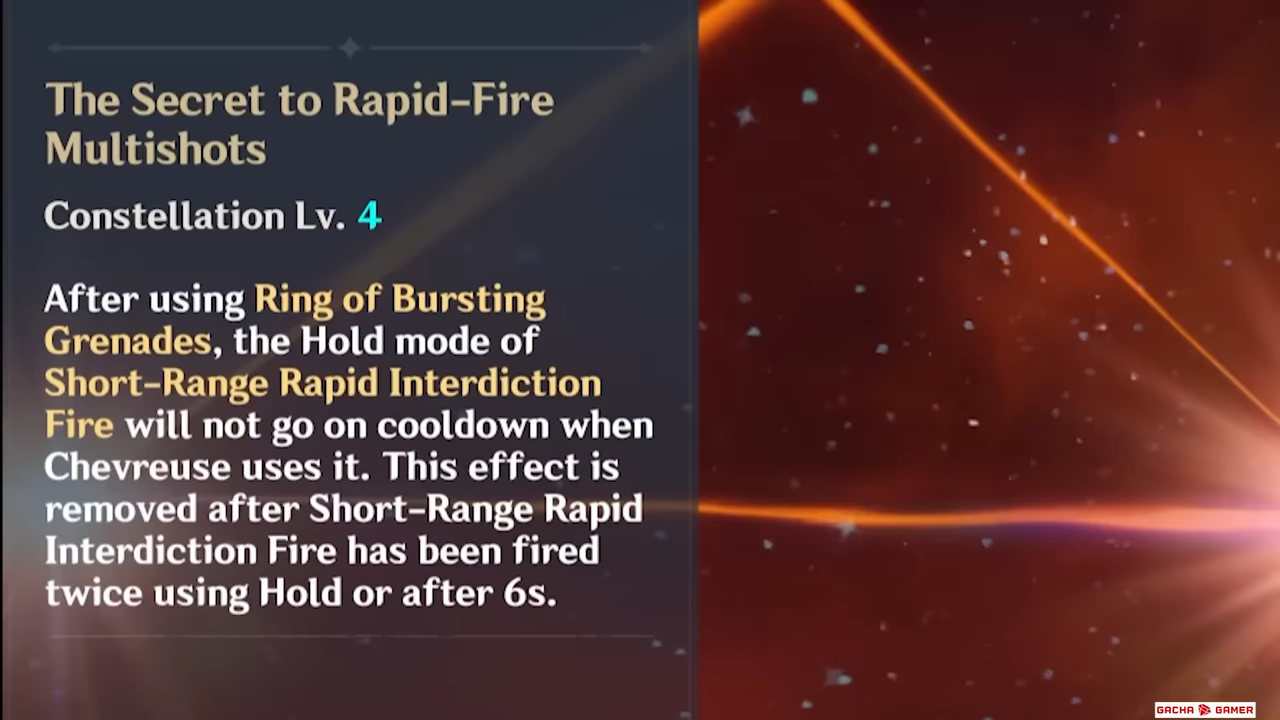 The Secret to Rapid-Fire
Multishots
Constellation Lv. 4
After using Ring of Bursting
Grenades, the Hold mode of
Short-Range Rapid Interdiction
Fire will not go on cooldown when
Chevreuse uses it. This effect is
removed after Short-Range Rapid
Interdiction Fire has been fired
twice using Hold or after 6s.
GACHA GAMER